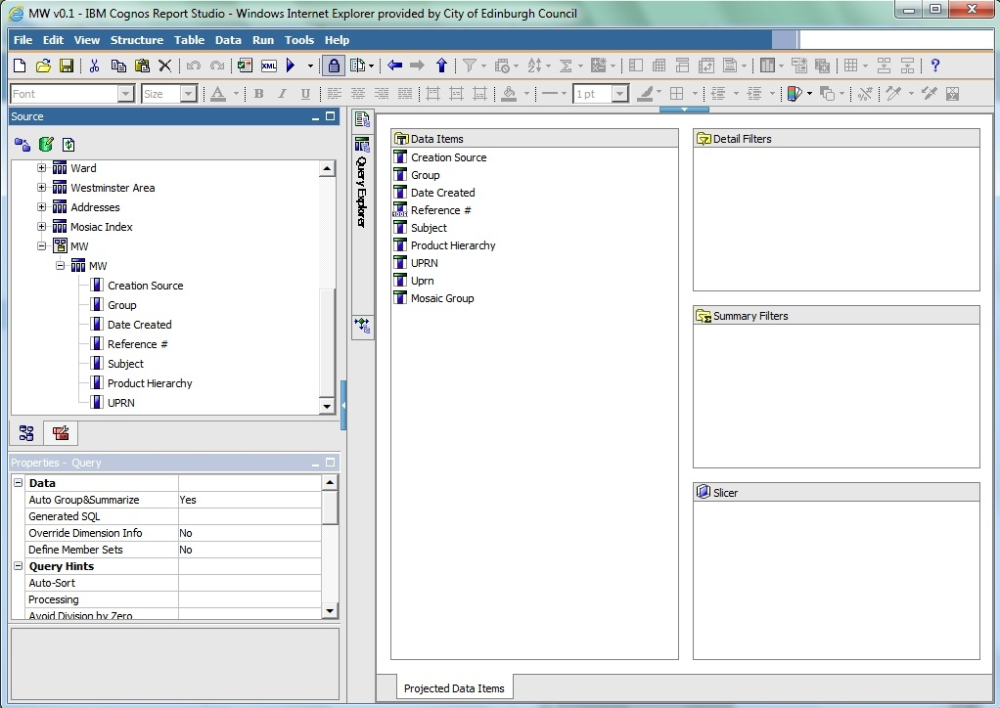 MW v0.1 - IBM Cognos Report Studio - Windows Internet Explorer provided by City of Edinburgh Council
File Edit View Structure Table Data Run Tools Help
XML
?
Font Size A B I U 1 pt
Source
Ward
Westminster Area
Addresses
Mosiac Index
MW
MW
Creation Source
Group
Date Created
Reference #
Subject
Product Hierarchy
UPRN
Properties - Query
Data
Auto Group&Summarize Yes
Generated SQL
Override Dimension Info No
Define Member Sets No
Query Hints
Auto-Sort
Processing
Avoid Division by Zero
Query Explorer
Data Items
Creation Source
Group
Date Created
Reference #
Subject
Product Hierarchy
UPRN
Uprn
Mosaic Group
Detail Filters
Summary Filters
Slicer
Projected Data Items